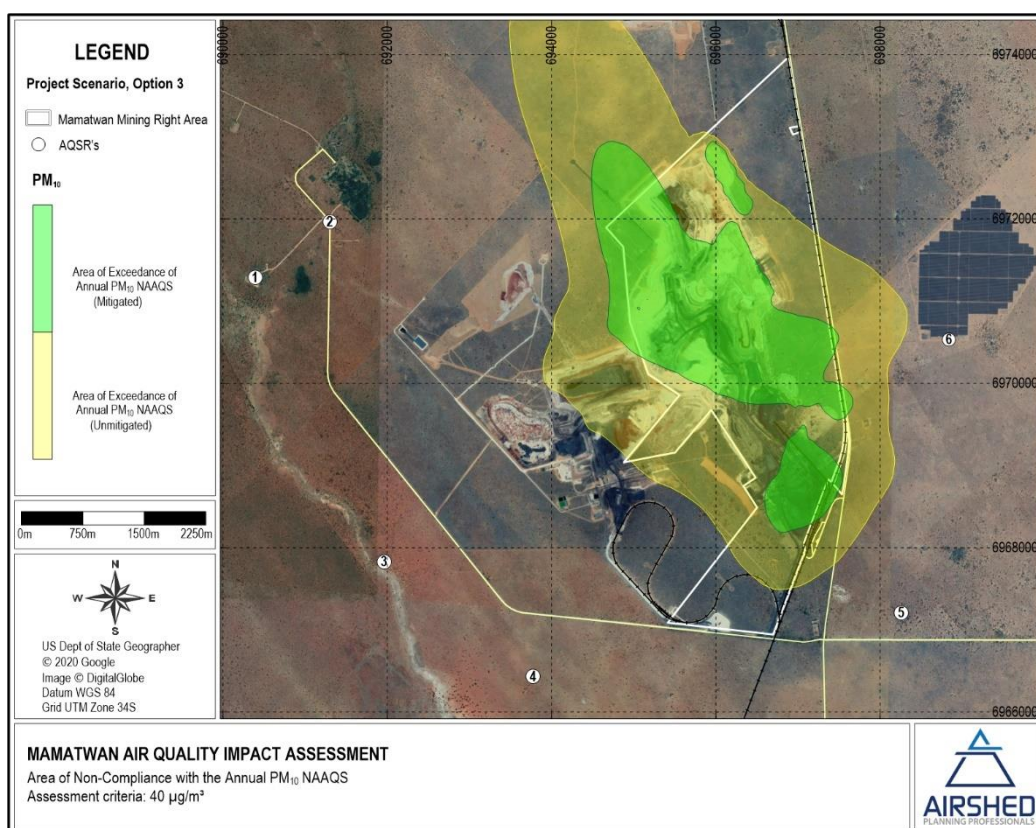 LEGEND
Project Scenario, Option 3
Mamatwan Mining Right Area
AQSR's
PM₁₀
Area of Exceedance of
Annual PM₁₀ NAAQS
(Mitigated)
Area of Exceedance of
Annual PM₁₀ NAAQS
(Unmitigated)
0m 750m 1500m 2250m
N
W E
S
US Dept of State Geographer
© 2020 Google
Image © DigitalGlobe
Datum WGS 84
Grid UTM Zone 34S
690000 692000 694000 696000 698000
6974000
6972000
6970000
6968000
6966000
2
1
6
3
5
4
MAMATWAN AIR QUALITY IMPACT ASSESSMENT
Area of Non-Compliance with the Annual PM₁₀ NAAQS
Assessment criteria: 40 µg/m³
AIRSHED
PLANNING PROFESSIONALS